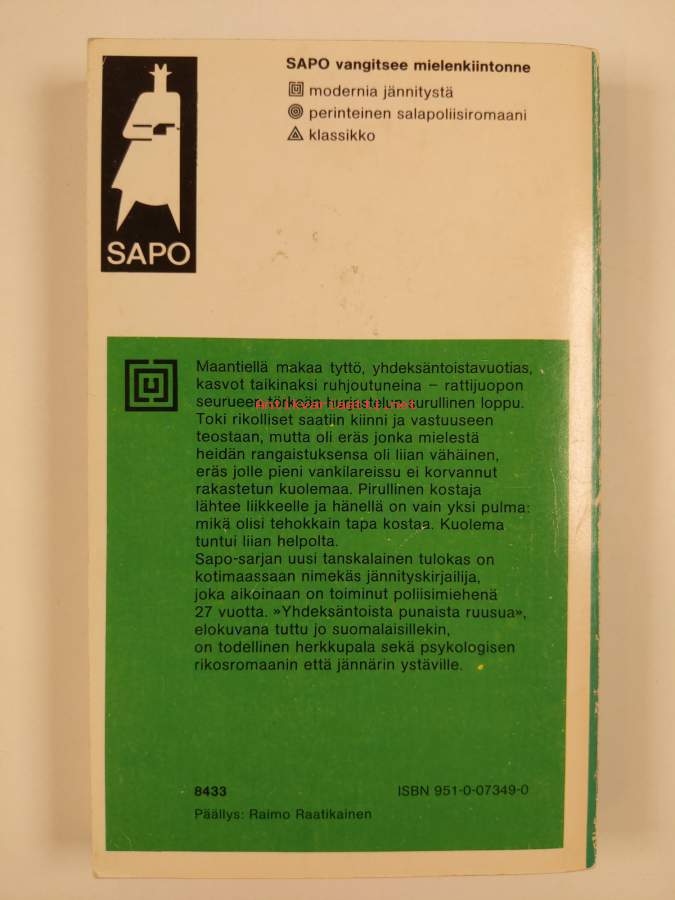 SAPO vangitsee mielenkiintonne
modernia jännitystä
perinteinen salapoliisiromaani
klassikko
SAPO
Maantiellä makaa tyttö, yhdeksäntoistavuotias,
kasvot taikinaksi ruhjoutuneina – rattijuopon
seurueen törkeän hurjastelun surullinen loppu.
Toki rikolliset saatiin kiinni ja vastuuseen
teostaan, mutta oli eräs jonka mielestä
heidän rangaistuksensa oli liian vähäinen,
eräs jolle pieni vankilareissu ei korvannut
rakastetun kuolemaa. Pirullinen kostaja
lähtee liikkeelle ja hänellä on vain yksi pulma:
mikä olisi tehokkain tapa kostaa. Kuolema
tuntui liian helpolta.
Sapo-sarjan uusi tanskalainen tulokas on
kotimaassaan nimekäs jännityskirjailija,
joka aikoinaan on toiminut poliisimiehenä
27 vuotta. »Yhdeksäntoista punaista ruusua»,
elokuvana tuttu jo suomalaisillekin,
on todellinen herkkupala sekä psykologisen
rikosromaanin että jännärin ystäville.
8433 ISBN 951-0-07349-0
Päällys: Raimo Raatikainen